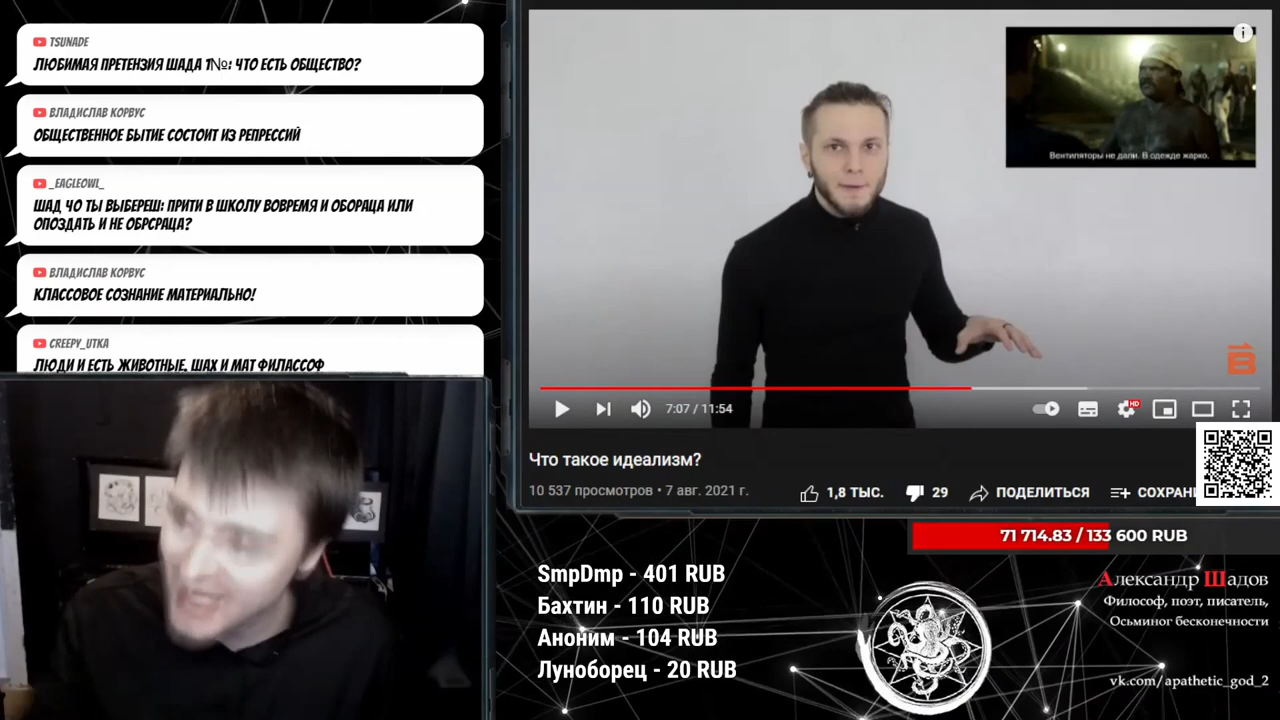 TSUNADE
ЛЮБИМАЯ ПРЕТЕНЗИЯ ШАДА 1№: ЧТО ЕСТЬ ОБЩЕСТВО?
ВЛАДИСЛАВ КОРВУС
ОБЩЕСТВЕННОЕ БЫТИЕ СОСТОИТ ИЗ РЕПРЕССИЙ
_EAGLEOWL_
ШАД ЧО ТЫ ВЫБЕРЕШ: ПРИТИ В ШКОЛУ ВОВРЕМЯ И ОБОРАЦА ИЛИ
ОПОЗДАТЬ И НЕ ОБРСРАЦА?
ВЛАДИСЛАВ КОРВУС
КЛАССОВОЕ СОЗНАНИЕ МАТЕРИАЛЬНО!
CREEPY_UTKA
ЛЮДИ И ЕСТЬ ЖИВОТНЫЕ, ШАХ И МАТ ФИЛАССОФ
Вентиляторы не дали. В одежде жарко.
7:07 / 11:54
HD
Что такое идеализм?
10 537 просмотров • 7 авг. 2021 г.
1,8 ТЫС.
29
ПОДЕЛИТЬСЯ
СОХРАНИ
71 714.83 / 133 600 RUB
SmpDmp - 401 RUB
Бахтин - 110 RUB
Аноним - 104 RUB
Луноборец - 20 RUB
Александр Шадов
Философ, поэт, писатель,
Осьминог бесконечности
vk.com/apathetic_god_2